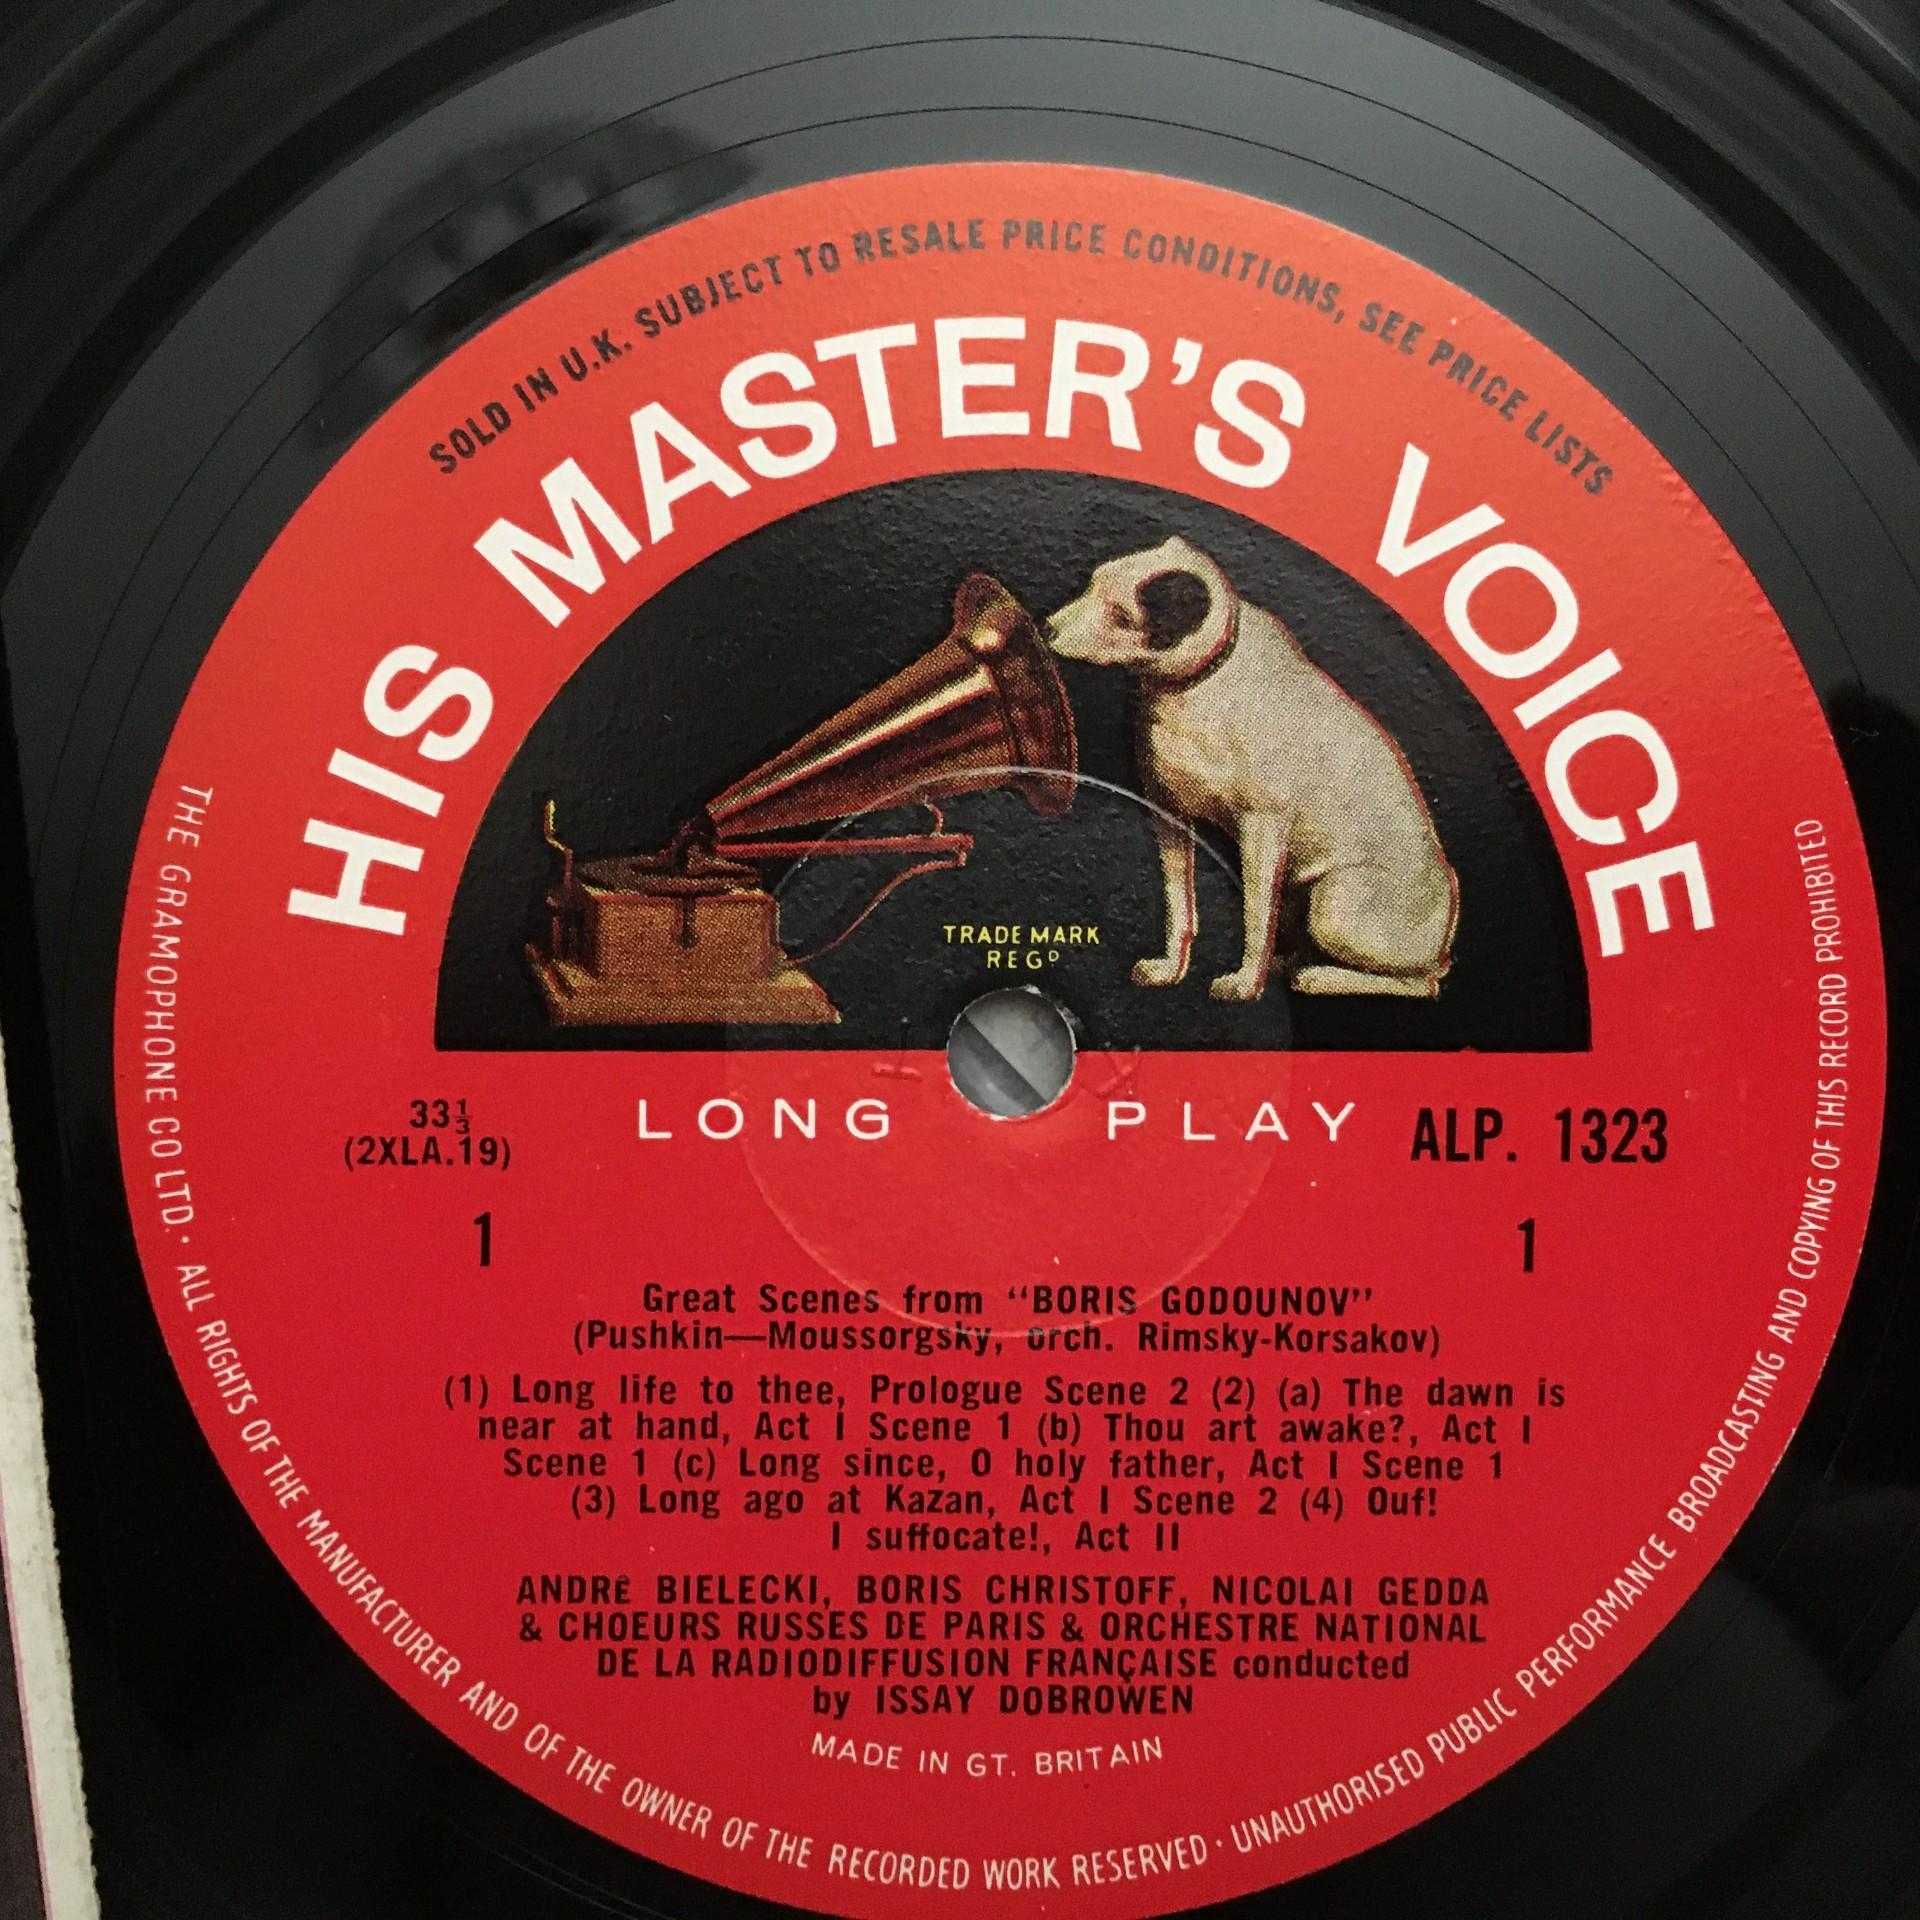 SOLD IN U.K. SUBJECT TO RESALE PRICE CONDITIONS, SEE PRICE LISTS
HIS MASTER'S VOICE
TRADE MARK
REGᴰ
LONG PLAY
33⅓
(2XLA.19)
ALP. 1323
1
1
Great Scenes from “BORIS GODOUNOV”
(Pushkin—Moussorgsky, orch. Rimsky-Korsakov)
(1) Long life to thee, Prologue Scene 2 (2) (a) The dawn is
near at hand, Act I Scene 1 (b) Thou art awake?, Act I
Scene 1 (c) Long since, O holy father, Act I Scene 1
(3) Long ago at Kazan, Act I Scene 2 (4) Ouf!
I suffocate!, Act II
ANDRÊ BIELECKI, BORIS CHRISTOFF, NICOLAI GEDDA
& CHOEURS RUSSES DE PARIS & ORCHESTRE NATIONAL
DE LA RADIODIFFUSION FRANÇAISE conducted
by ISSAY DOBROWEN
MADE IN GT. BRITAIN
THE GRAMOPHONE CO LTD. · ALL RIGHTS OF THE MANUFACTURER AND OF THE OWNER OF THE RECORDED WORK RESERVED · UNAUTHORISED PUBLIC PERFORMANCE BROADCASTING AND COPYING OF THIS RECORD PROHIBITED